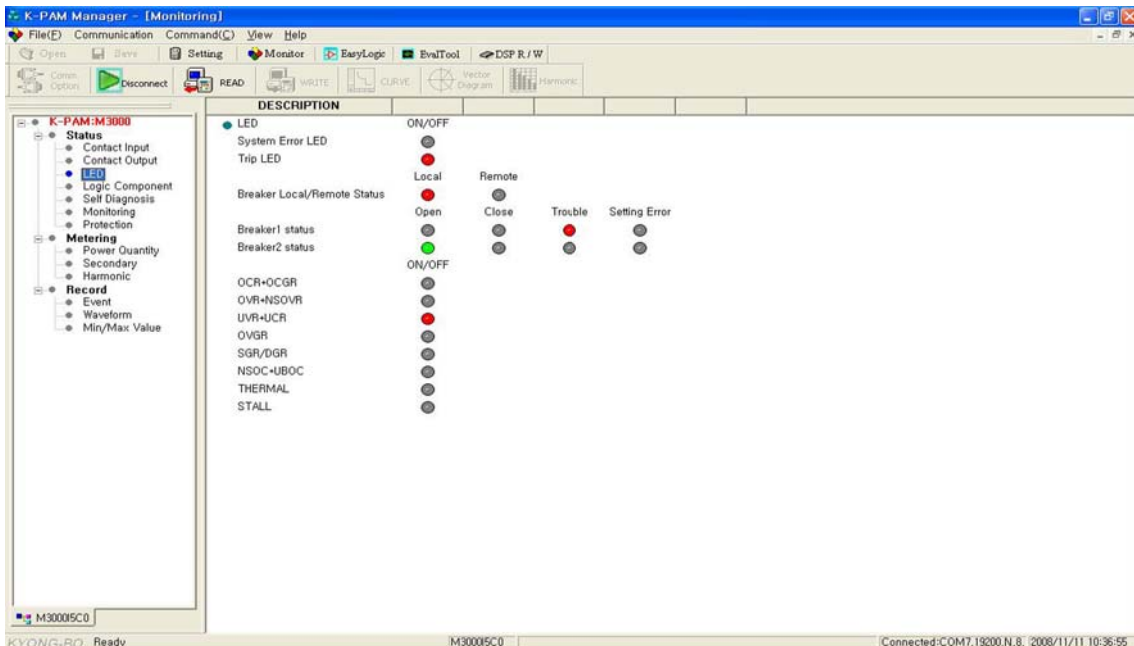 K-PAM Manager - [Monitoring]
File(F) Communication Command(C) View Help
Open Save Setting Monitor EasyLogic EvalTool DSP R/W
Comm. Option Disconnect READ WRITE CURVE Vector Diagram Harmonic
DESCRIPTION
K-PAM:M3000
Status
Contact Input
Contact Output
LED
Logic Component
Self Diagnosis
Monitoring
Protection
Metering
Power Quantity
Secondary
Harmonic
Record
Event
Waveform
Min/Max Value
LED ON/OFF
System Error LED
Trip LED
Local Remote
Breaker Local/Remote Status
Open Close Trouble Setting Error
Breaker1 status
Breaker2 status
ON/OFF
OCR+OCGR
OVR+NSOVR
UVR+UCR
OVGR
SGR/DGR
NSOC+UBOC
THERMAL
STALL
M3000I5C0
KYONG-BO Ready M3000I5C0 Connected:COM7,19200,N,8, 2008/11/11 10:36:55